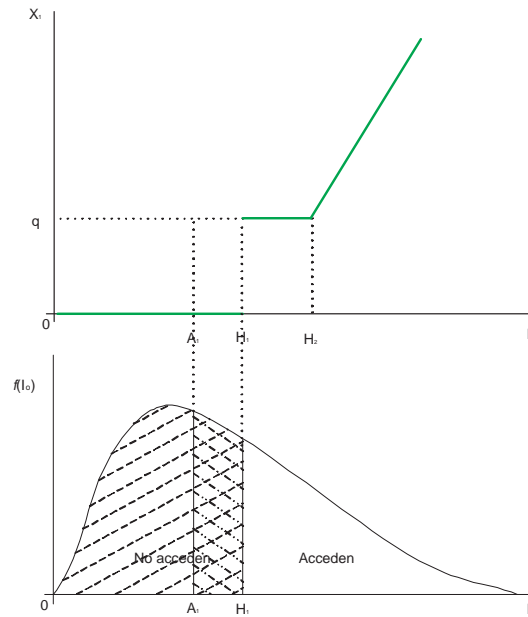 X₁
q
0
A₁
H₁
H₂
I
f(I₀)
No acceden
Acceden
0
A₁
H₁
I